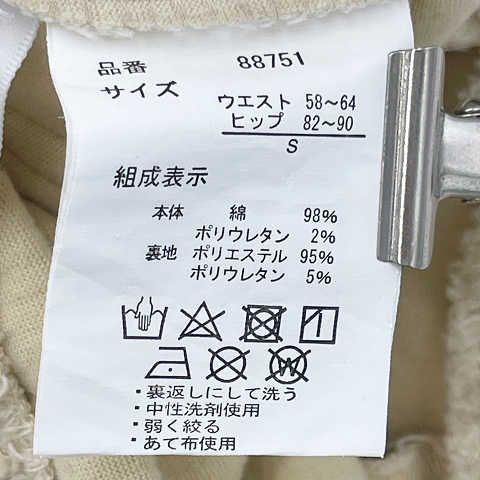 品番 88751
サイズ
ウエスト 58～64
ヒップ 82～90
S
組成表示
本体 綿 98%
ポリウレタン 2%
裏地 ポリエステル 95%
ポリウレタン 5%
W
・裏返しにして洗う
・中性洗剤使用
・弱く絞る
・あて布使用